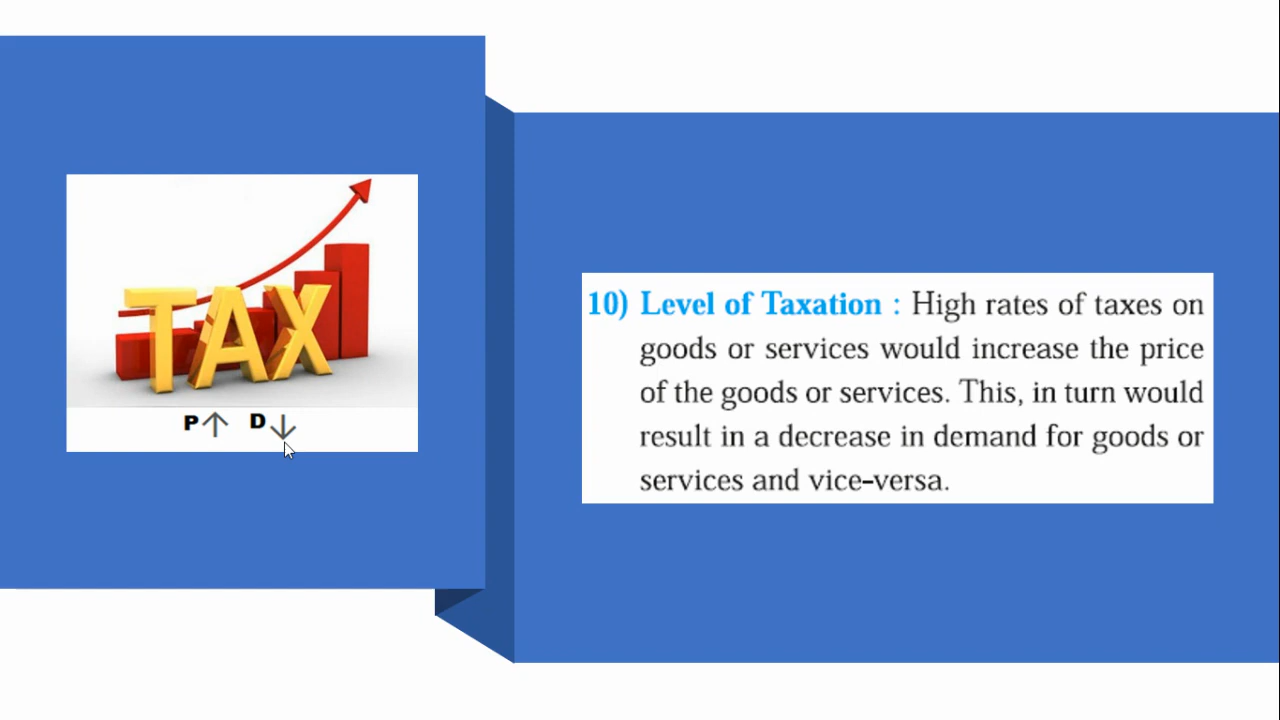 TAX
P↑ D↓
10) Level of Taxation : High rates of taxes on
goods or services would increase the price
of the goods or services. This, in turn would
result in a decrease in demand for goods or
services and vice-versa.